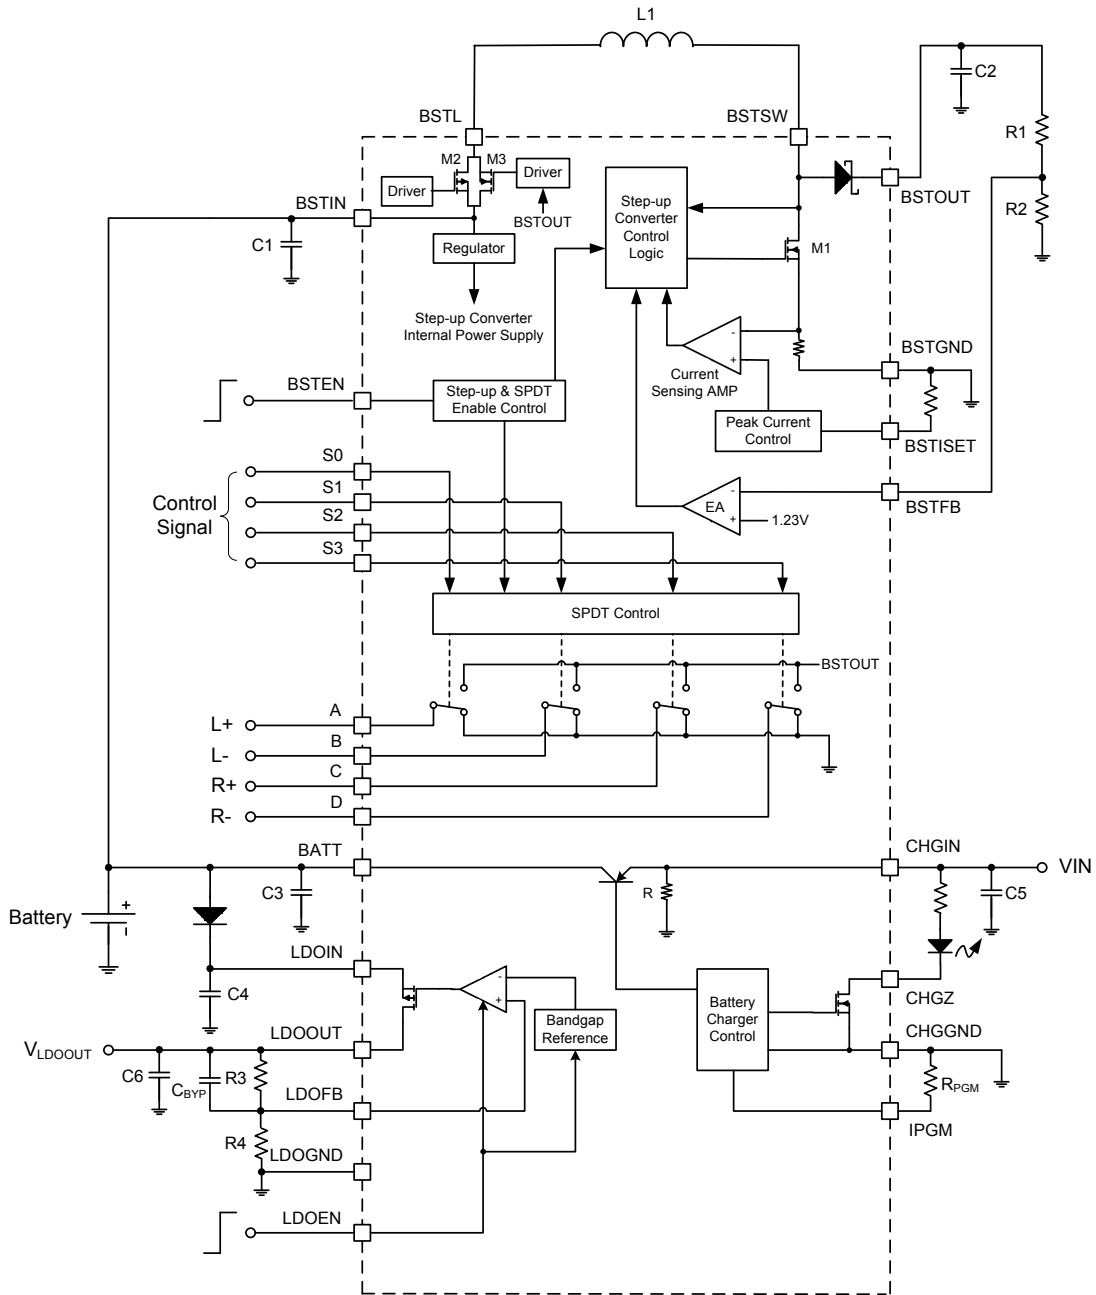 L1
C2
BSTL
BSTSW
R1
M2
M3
Driver
Driver
BSTOUT
BSTOUT
BSTIN
Step-up
Converter
Control
Logic
R2
C1
Regulator
M1
Step-up Converter
Internal Power Supply
BSTGND
Current
Sensing AMP
-
+
BSTEN
Step-up & SPDT
Enable Control
Peak Current
Control
BSTISET
S0
S1
S2
S3
Control
Signal
EA
-
+
1.23V
BSTFB
SPDT Control
BSTOUT
L+
A
L-
B
R+
C
R-
D
BATT
CHGIN
VIN
C3
R
C5
Battery
+
-
LDOIN
C4
-
+
Bandgap
Reference
Battery
Charger
Control
CHGZ
CHGGND
VLDOOUT
LDOOUT
C6
CBYP
R3
LDOFB
RPGM
IPGM
R4
LDOGND
LDOEN